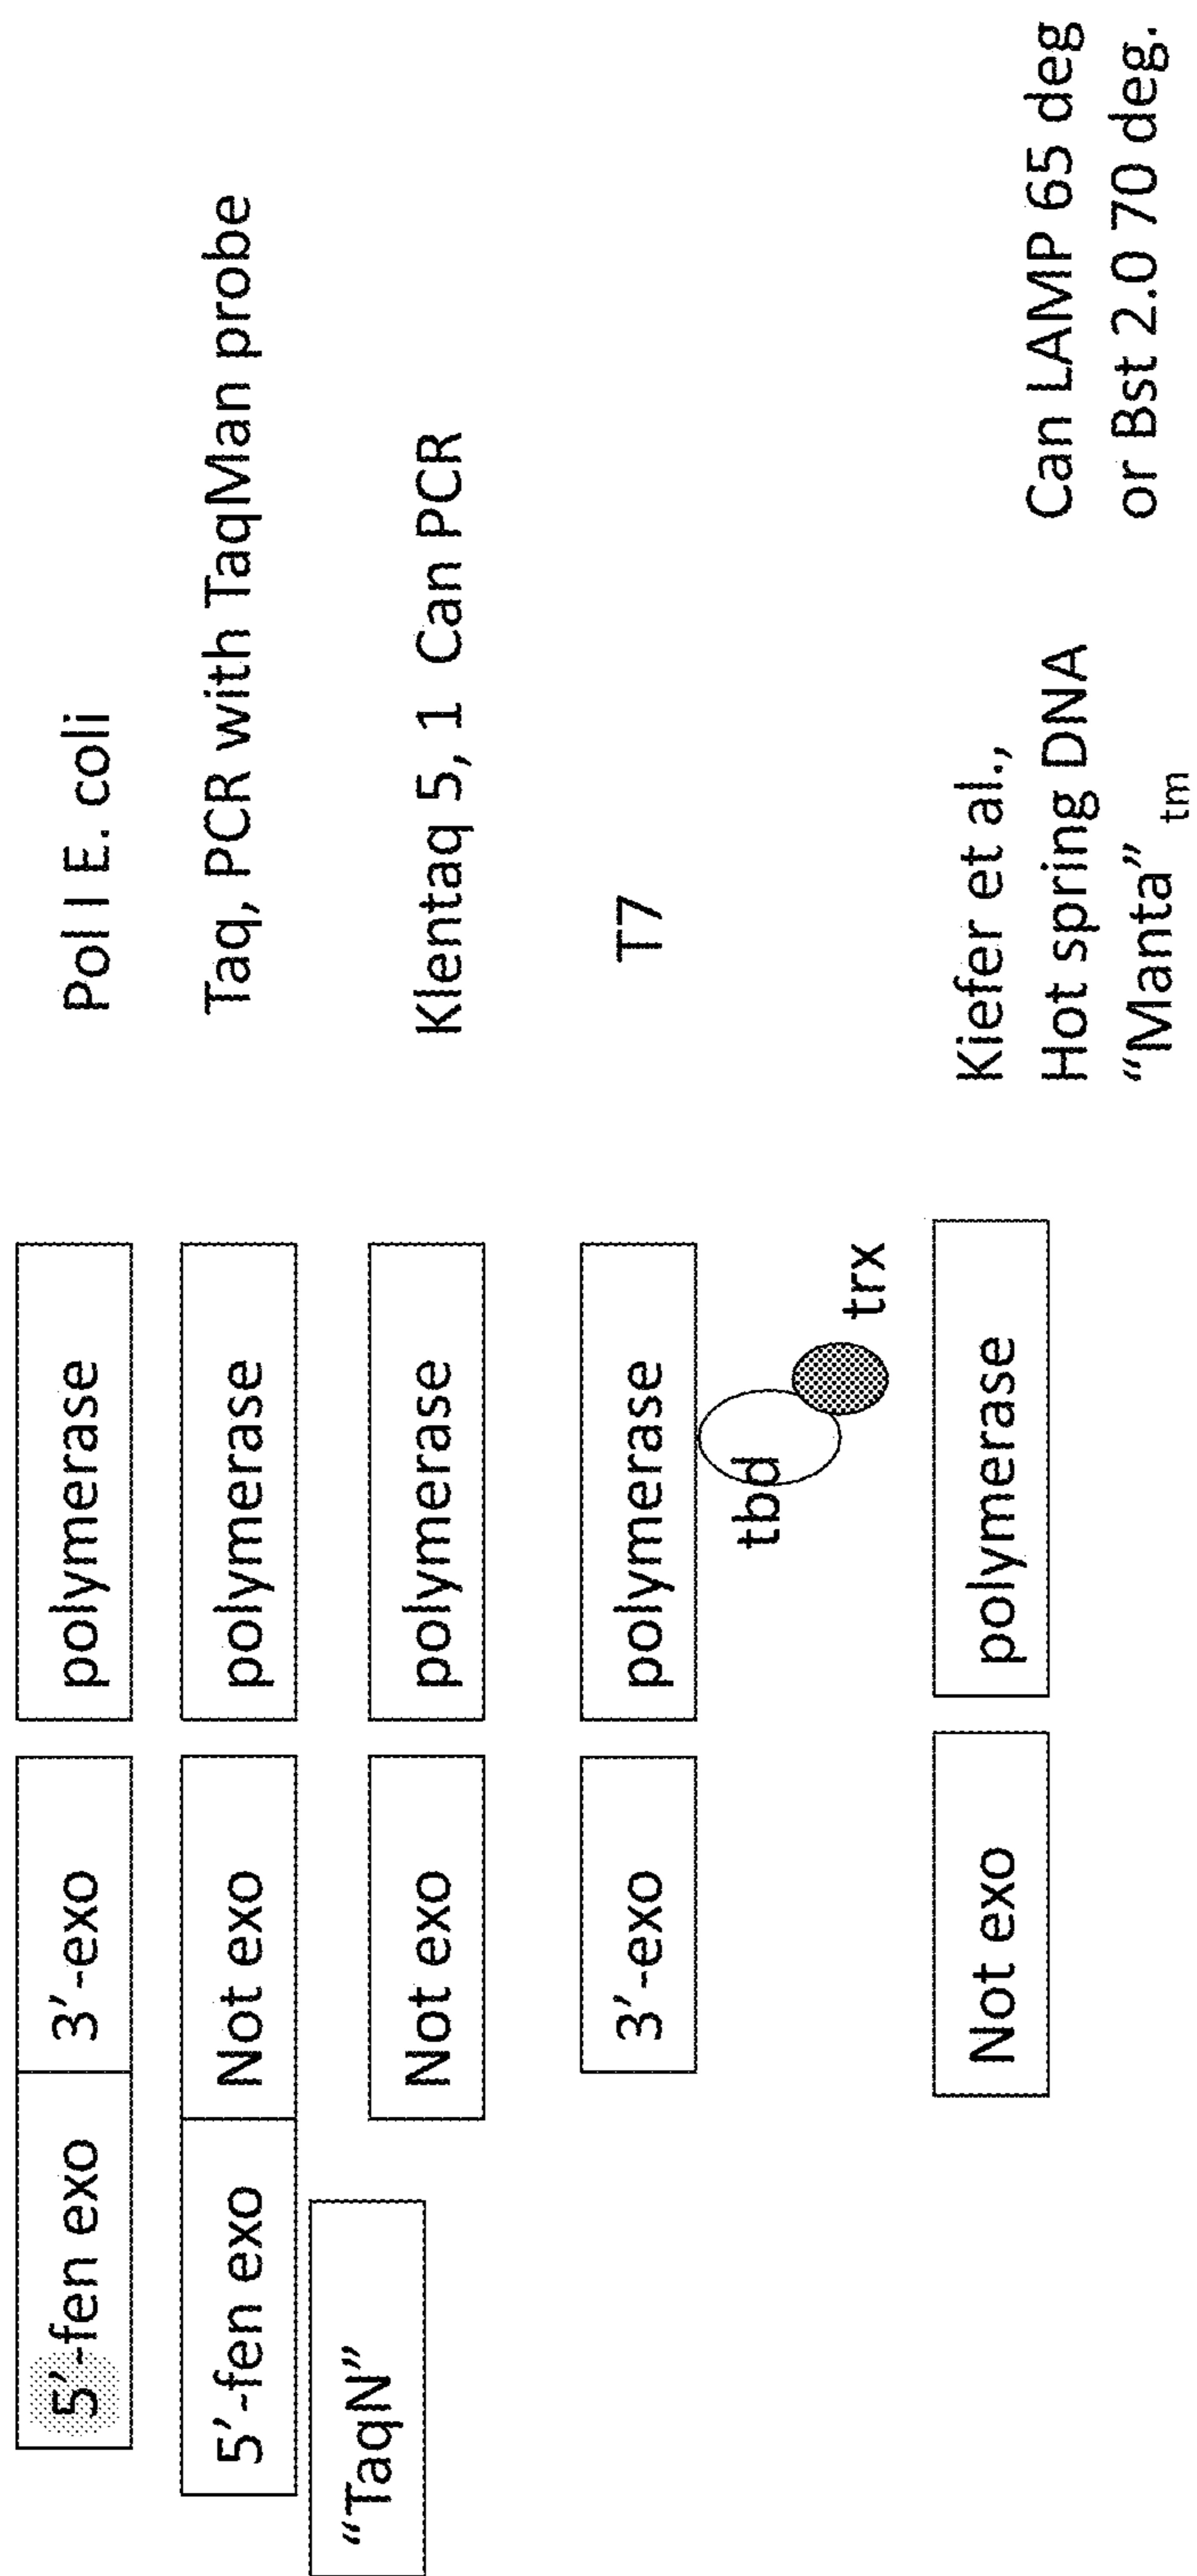 5'-fen exo 3'-exo polymerase Pol I E. coli
5'-fen exo Not exo polymerase Taq, PCR with TaqMan probe
"TaqN"
Not exo polymerase Klentaq 5, 1 Can PCR
3'-exo polymerase T7
tbd
trx
Not exo polymerase
Kiefer et al.,
Hot spring DNA
”Manta” tm
Can LAMP 65 deg
or Bst 2.0 70 deg.